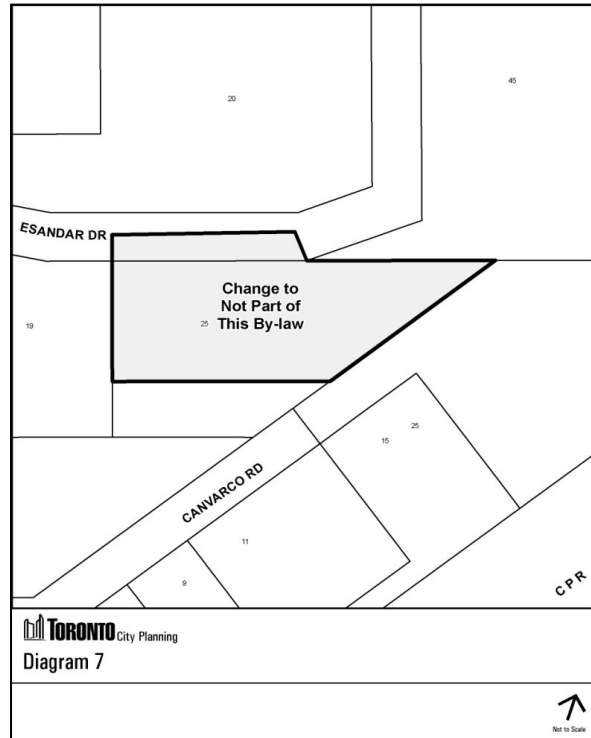 20
45
ESANDAR DR
Change to
Not Part of
This By-law
25
19
CANVARCO RD
15
25
11
9
CPR
TORONTO City Planning
Diagram 7
Not to Scale